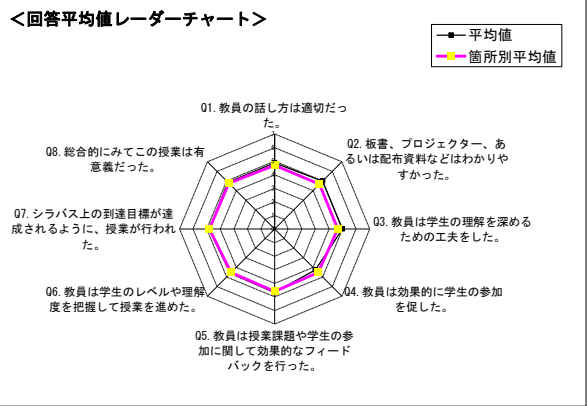 ＜回答平均値レーダーチャート＞
平均値
箇所別平均値
Q1. 教員の話し方は適切だっ
た。
Q2. 板書、プロジェクター、あ
るいは配布資料などはわかりや
すかった。
Q3. 教員は学生の理解を深める
ための工夫をした。
Q4. 教員は効果的に学生の参加
を促した。
Q5. 教員は授業課題や学生の参
加に関して効果的なフィード
バックを行った。
Q6. 教員は学生のレベルや理解
度を把握して授業を進めた。
Q7. シラバス上の到達目標が達
成されるように、授業が行われ
た。
Q8. 総合的にみてこの授業は有
意義だった。